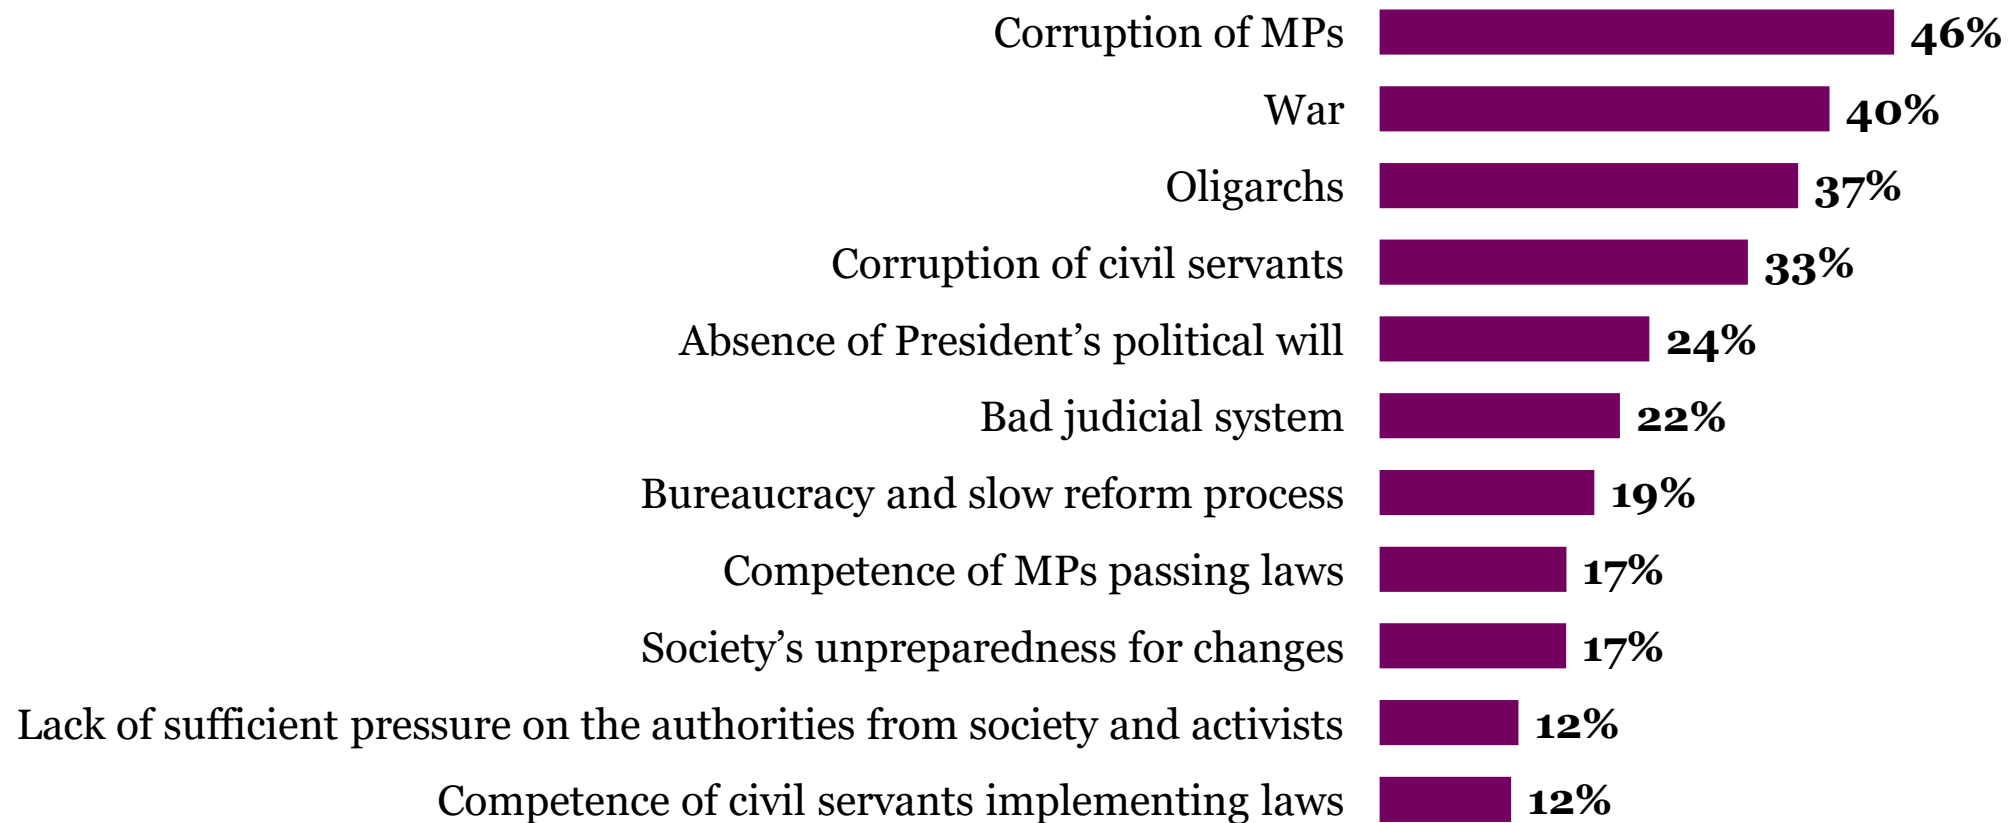 Corruption of MPs 46%
War 40%
Oligarchs 37%
Corruption of civil servants 33%
Absence of President’s political will 24%
Bad judicial system 22%
Bureaucracy and slow reform process 19%
Competence of MPs passing laws 17%
Society’s unpreparedness for changes 17%
Lack of sufficient pressure on the authorities from society and activists 12%
Competence of civil servants implementing laws 12%